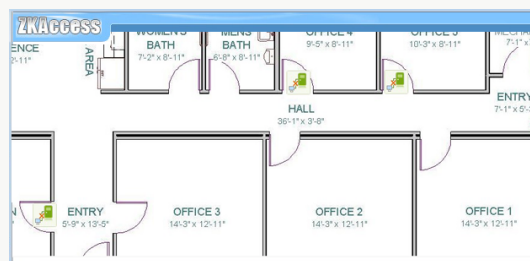 ZKAccess
WOMEN'S
BATH
7'-2" x 8'-11"
MENS
BATH
6'-8" x 8'-11"
OFFICE 4
9'-5" x 8'-11"
10'-3" x 8'-11"
ENCE
AREA
HALL
36'-1" x 3'-8"
ENTRY
ENTRY
5'-9" x 13'-5"
OFFICE 3
14'-3" x 12'-11"
OFFICE 2
14'-3" x 12'-11"
OFFICE 1
14'-3" x 12'-11"